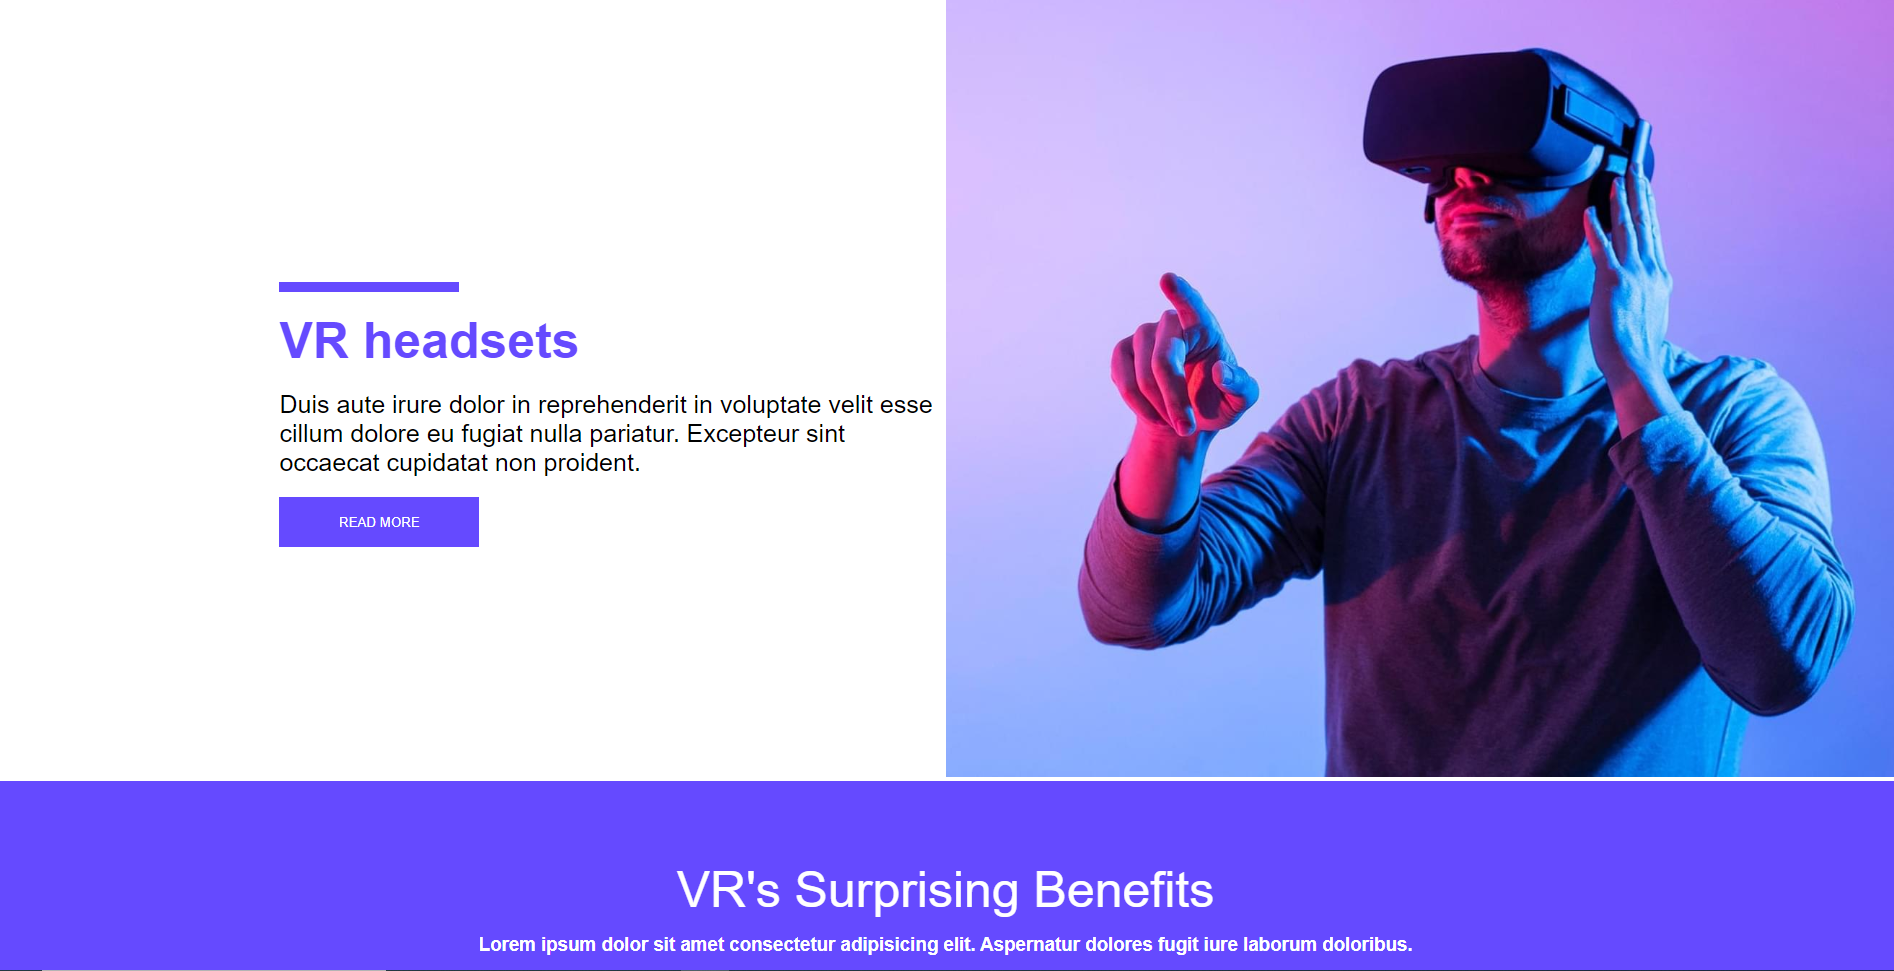 VR headsets
Duis aute irure dolor in reprehenderit in voluptate velit esse
cillum dolore eu fugiat nulla pariatur. Excepteur sint
occaecat cupidatat non proident.
READ MORE
VR's Surprising Benefits
Lorem ipsum dolor sit amet consectetur adipisicing elit. Aspernatur dolores fugit iure laborum doloribus.